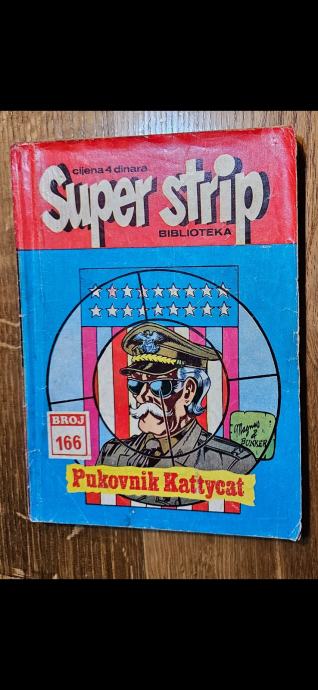 cijena 4 dinara
Super strip
BIBLIOTEKA
BROJ
166
Magnus
&
BUNKER
Pukovnik Kattycat